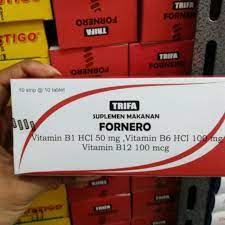 TIGO
10 strip @ 10 tablet
TRIFA
SUPLEMEN MAKANAN
FORNERO
Vitamin B1 HCl 50 mg ,Vitamin B6 HCl 100 mg
Vitamin B12 100 mcg